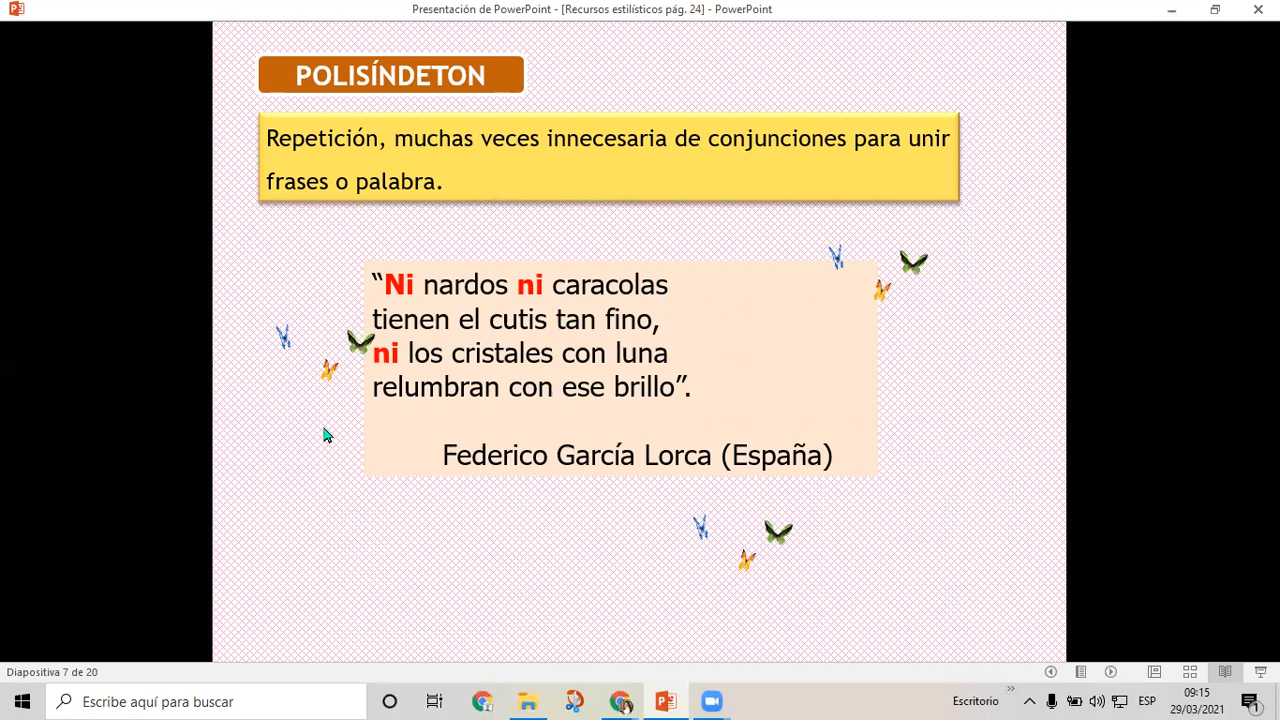 Presentación de PowerPoint - [Recursos estilísticos pág. 24] - PowerPoint
POLISÍNDETON
Repetición, muchas veces innecesaria de conjunciones para unir
frases o palabra.
“Ni nardos ni caracolas
tienen el cutis tan fino,
ni los cristales con luna
relumbran con ese brillo”.
Federico García Lorca (España)
Diapositiva 7 de 20
Escribe aquí para buscar
Escritorio
ESP
09:15
29/03/2021
1